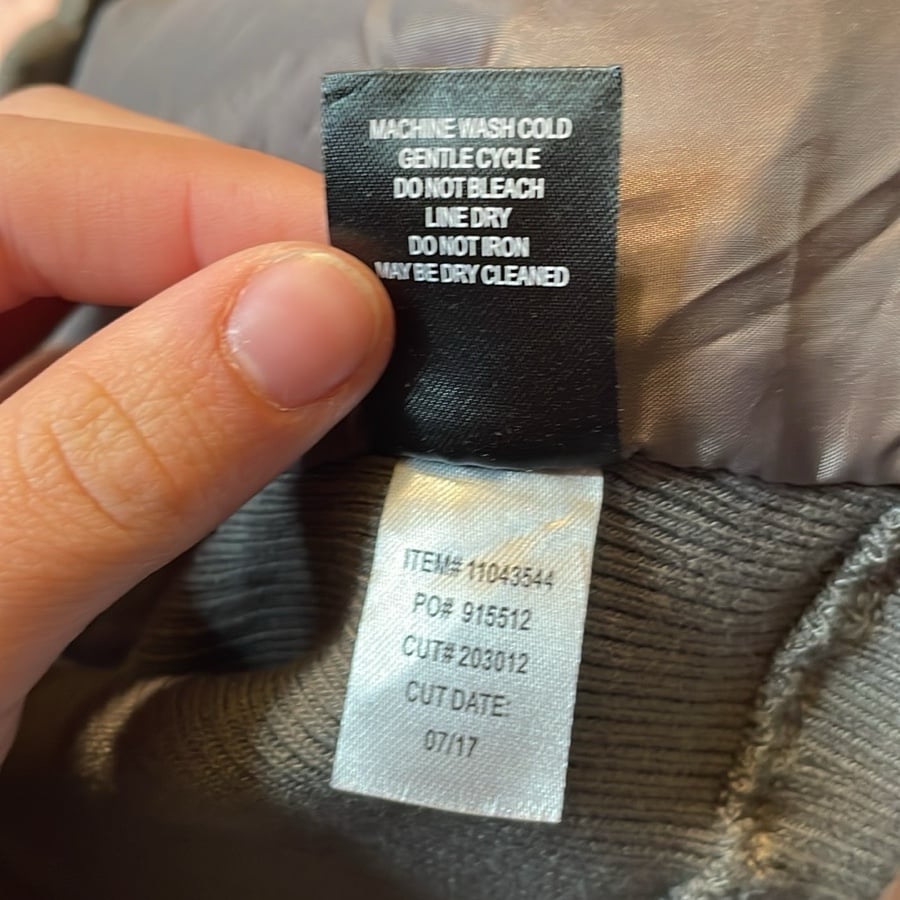 MACHINE WASH COLD
GENTLE CYCLE
DO NOT BLEACH
LINE DRY
DO NOT IRON
MAY BE DRY CLEANED
ITEM# 11043544
PO# 915512
CUT# 203012
CUT DATE:
07/17